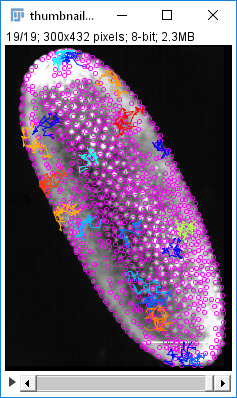 thumbnail...
19/19; 300x432 pixels; 8-bit; 2.3MB